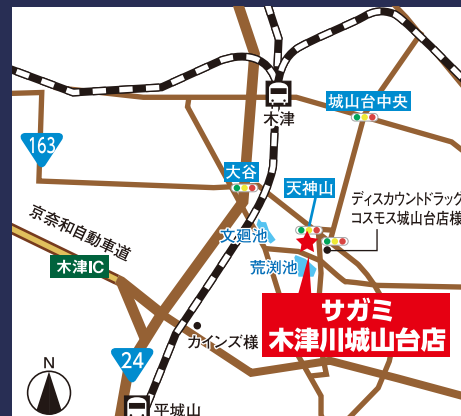 木津
城山台中央
163
大谷
天神山
ディスカウントドラッグ
コスモス城山台店様
京奈和自動車道
文廻池
木津IC
荒渕池
サガミ
木津川城山台店
カインズ様
24
N
平城山